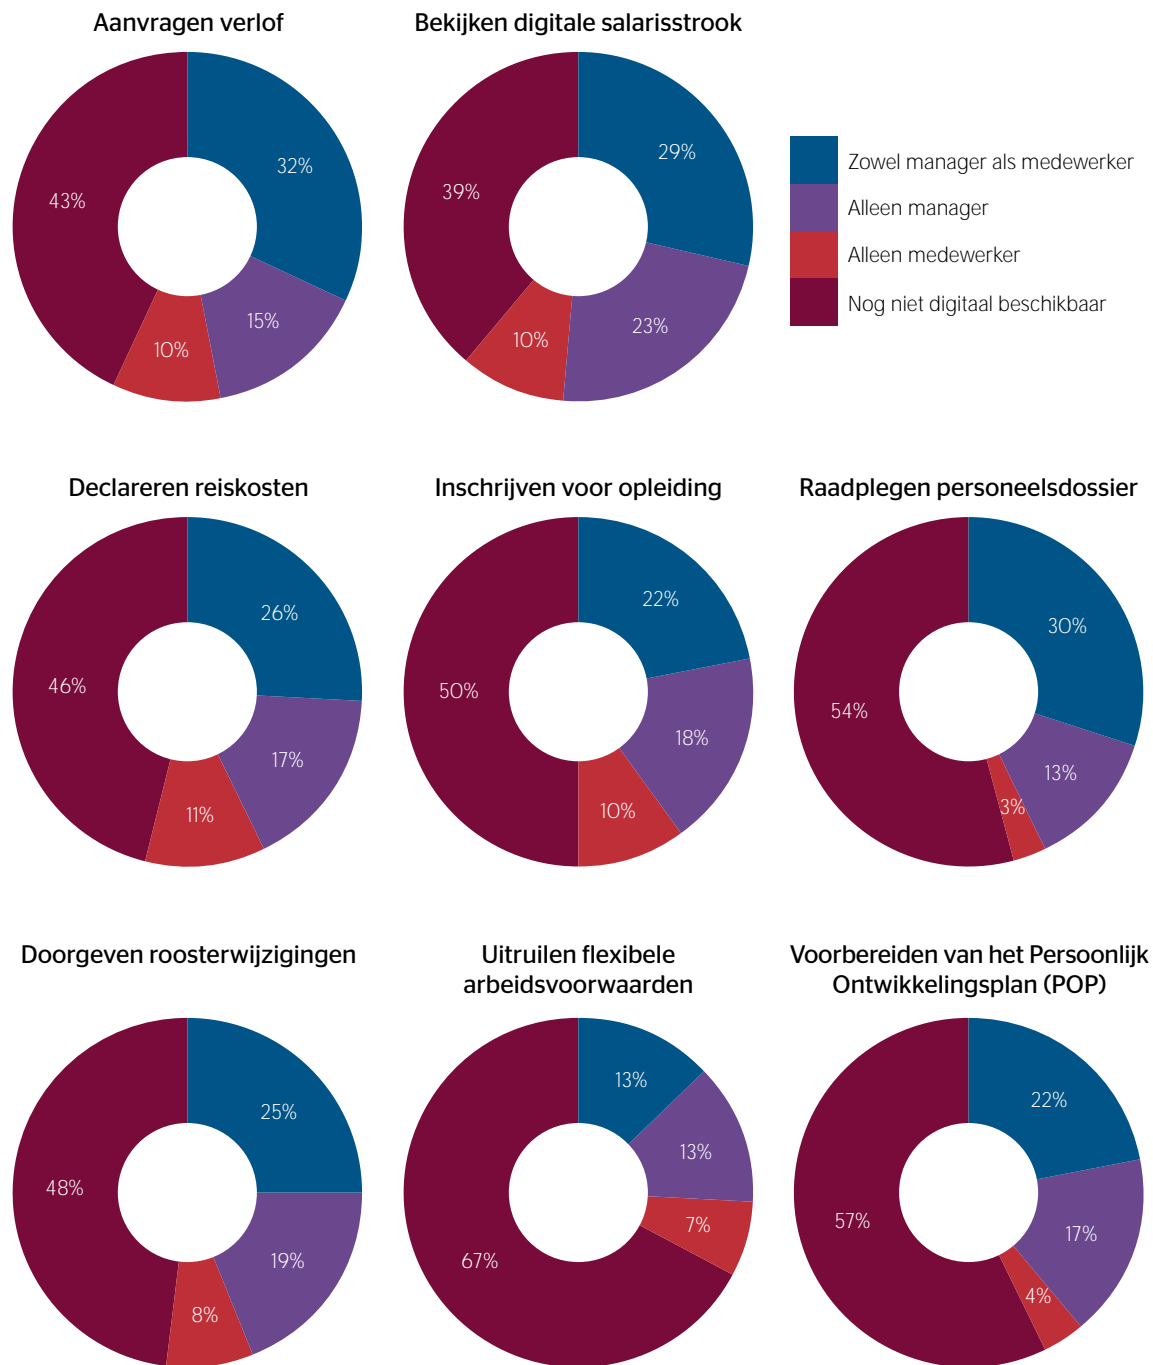 Aanvragen verlof
32%
15%
10%
43%
Bekijken digitale salarisstrook
29%
23%
10%
39%
Zowel manager als medewerker
Alleen manager
Alleen medewerker
Nog niet digitaal beschikbaar
Declareren reiskosten
26%
17%
11%
46%
Inschrijven voor opleiding
22%
18%
10%
50%
Raadplegen personeelsdossier
30%
13%
3%
54%
Doorgeven roosterwijzigingen
25%
19%
8%
48%
Uitruilen flexibele
arbeidsvoorwaarden
13%
13%
7%
67%
Voorbereiden van het Persoonlijk
Ontwikkelingsplan (POP)
22%
17%
4%
57%